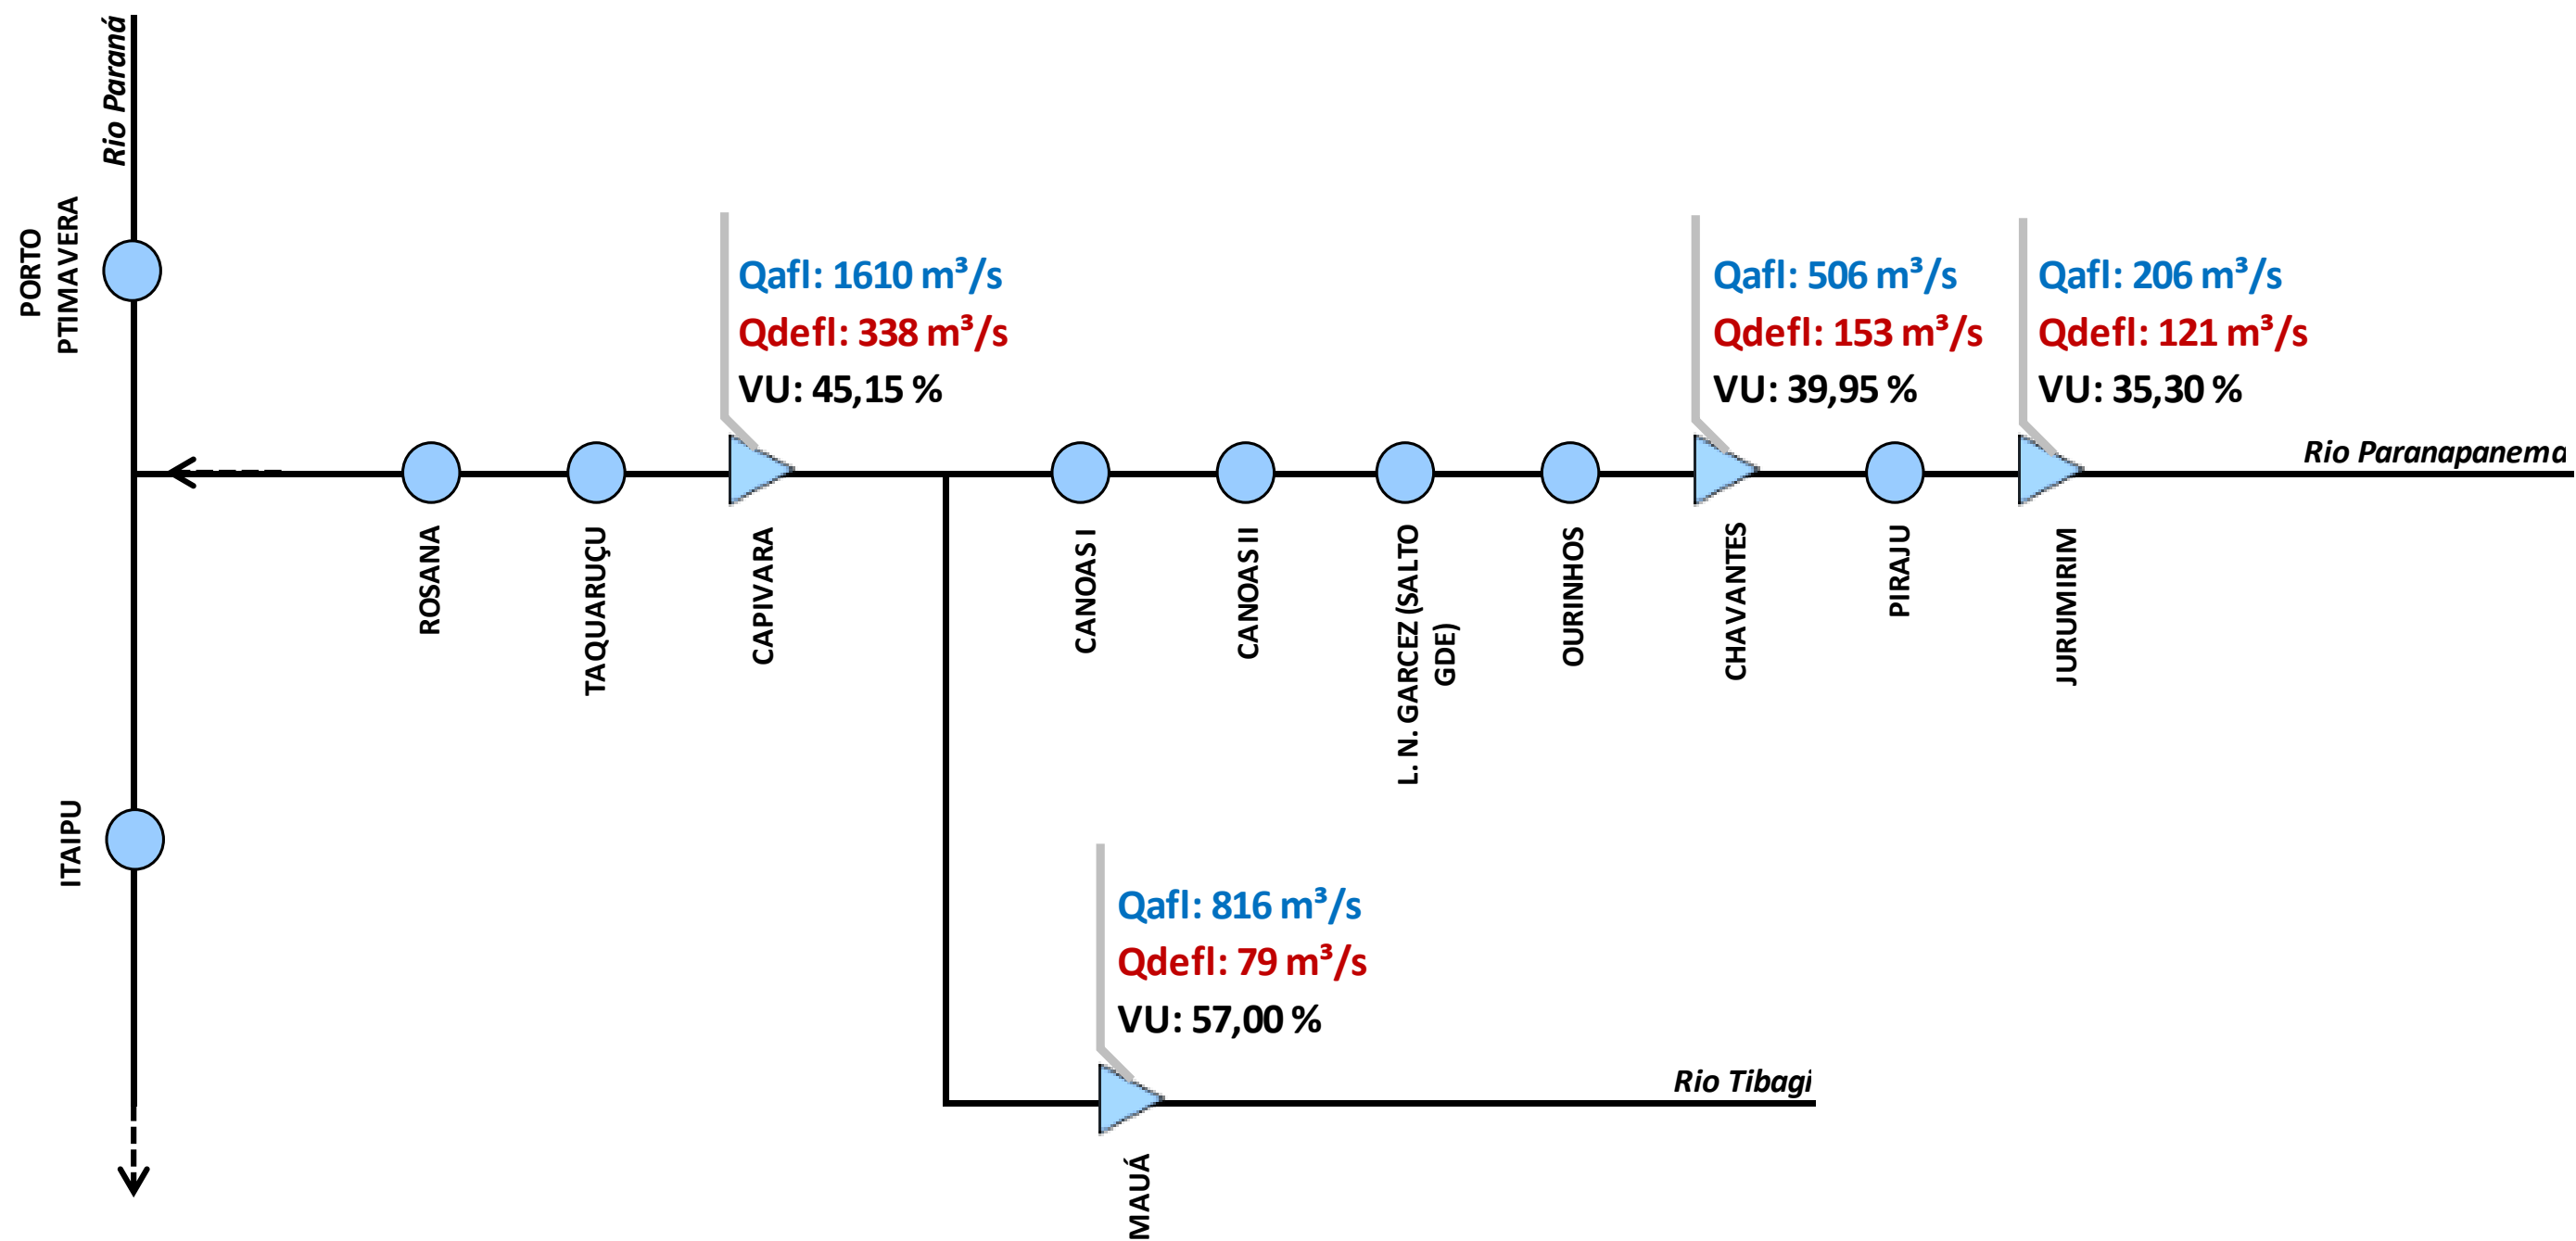 Rio Paraná
PORTO
PTIMAVERA
Qafl: 1610 m³/s
Qdefl: 338 m³/s
VU: 45,15 %
Qafl: 506 m³/s
Qdefl: 153 m³/s
VU: 39,95 %
Qafl: 206 m³/s
Qdefl: 121 m³/s
VU: 35,30 %
Rio Paranapanema
ROSANA
TAQUARUÇU
CAPIVARA
CANOAS I
CANOAS II
L. N. GARCEZ (SALTO
GDE)
OURINHOS
CHAVANTES
PIRAJU
JURUMIRIM
ITAIPU
Qafl: 816 m³/s
Qdefl: 79 m³/s
VU: 57,00 %
Rio Tibagi
MAUÁ